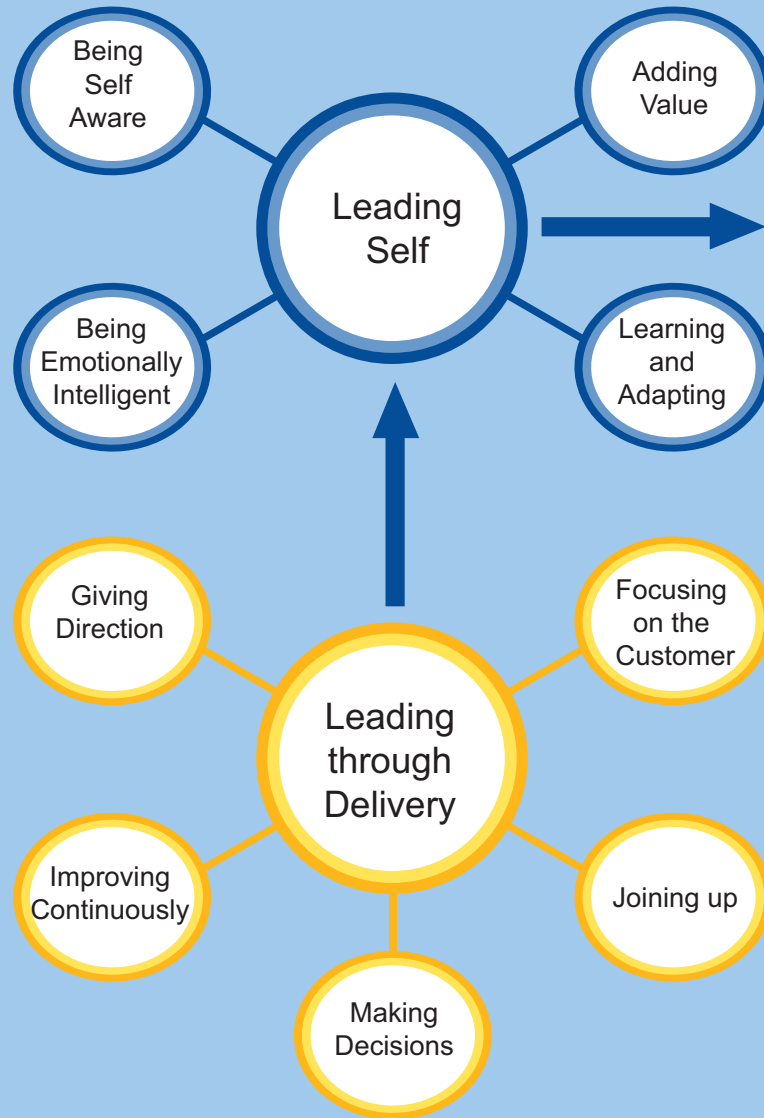 Being
Self
Aware
Adding
Value
Leading
Self
Being
Emotionally
Intelligent
Learning
and
Adapting
Giving
Direction
Focusing
on the
Customer
Leading
through
Delivery
Improving
Continuously
Joining up
Making
Decisions